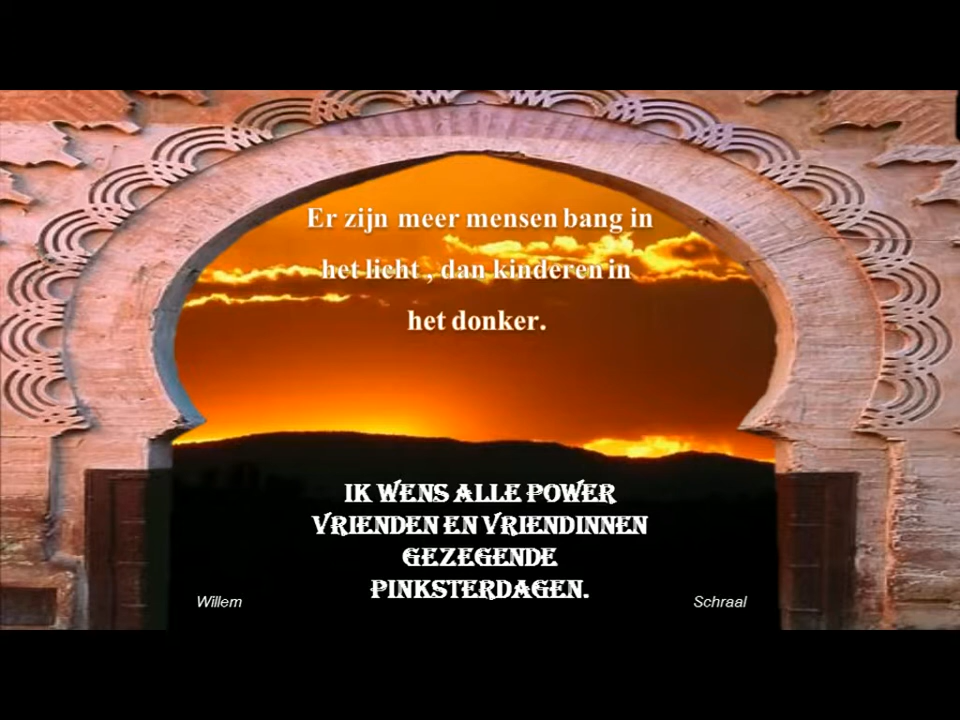 Er zijn meer mensen bang in
het licht , dan kinderen in
het donker.
IK WENS ALLE POWER
VRIENDEN EN VRIENDINNEN
GEZEGENDE
PINKSTERDAGEN.
Willem Schraal